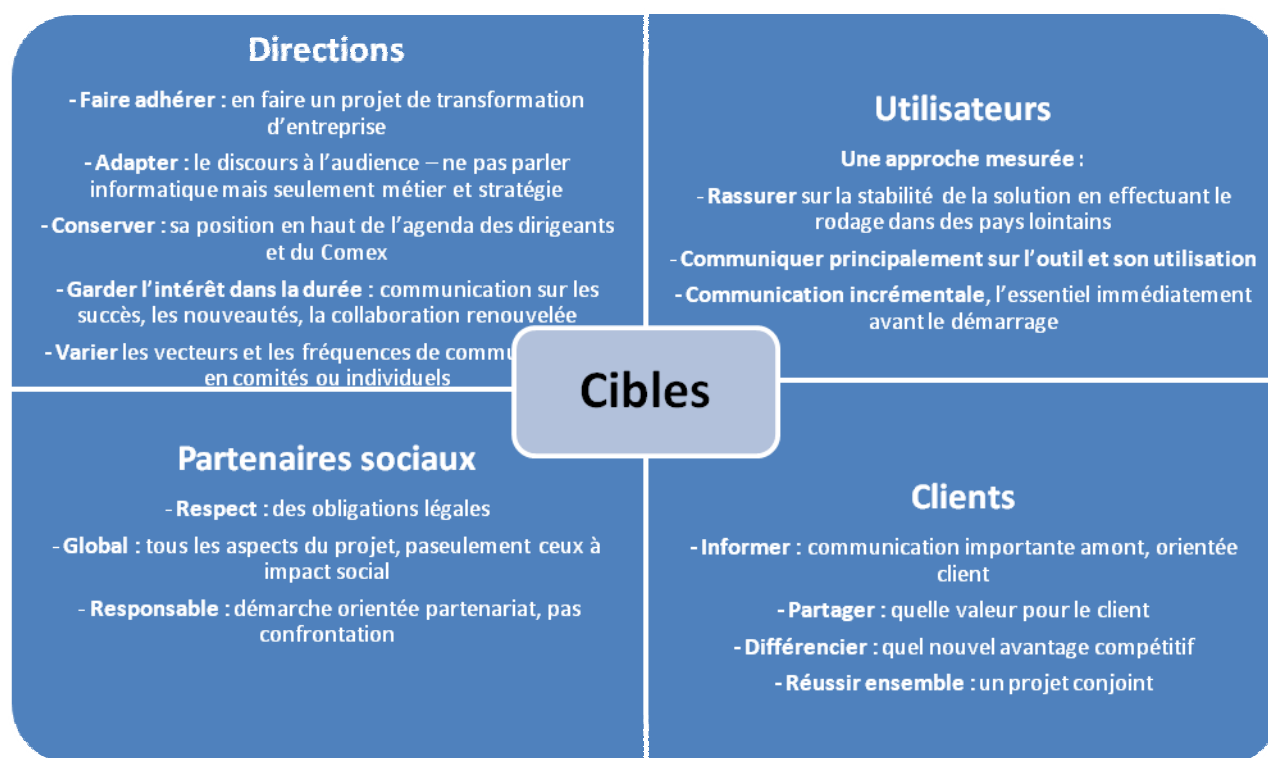 Directions
- Faire adhérer : en faire un projet de transformation
d'entreprise
- Adapter : le discours à l'audience – ne pas parler
informatique mais seulement métier et stratégie
- Conserver : sa position en haut de l'agenda des dirigeants
et du Comex
- Garder l'intérêt dans la durée : communication sur les
succès, les nouveautés, la collaboration renouvelée
- Varier les vecteurs et les fréquences de
en comités ou individuels
Utilisateurs
Une approche mesurée :
- Rassurer sur la stabilité de la solution en effectuant le
rodage dans des pays lointains
- Communiquer principalement sur l'outil et son utilisation
- Communication incrémentale, l'essentiel immédiatement
avant le démarrage
Cibles
Partenaires sociaux
- Respect : des obligations légales
- Global : tous les aspects du projet, paseulement ceux à
impact social
- Responsable : démarche orientée partenariat, pas
confrontation
Clients
- Informer : communication importante amont, orientée
client
- Partager : quelle valeur pour le client
- Différencier : quel nouvel avantage compétitif
- Réussir ensemble : un projet conjoint